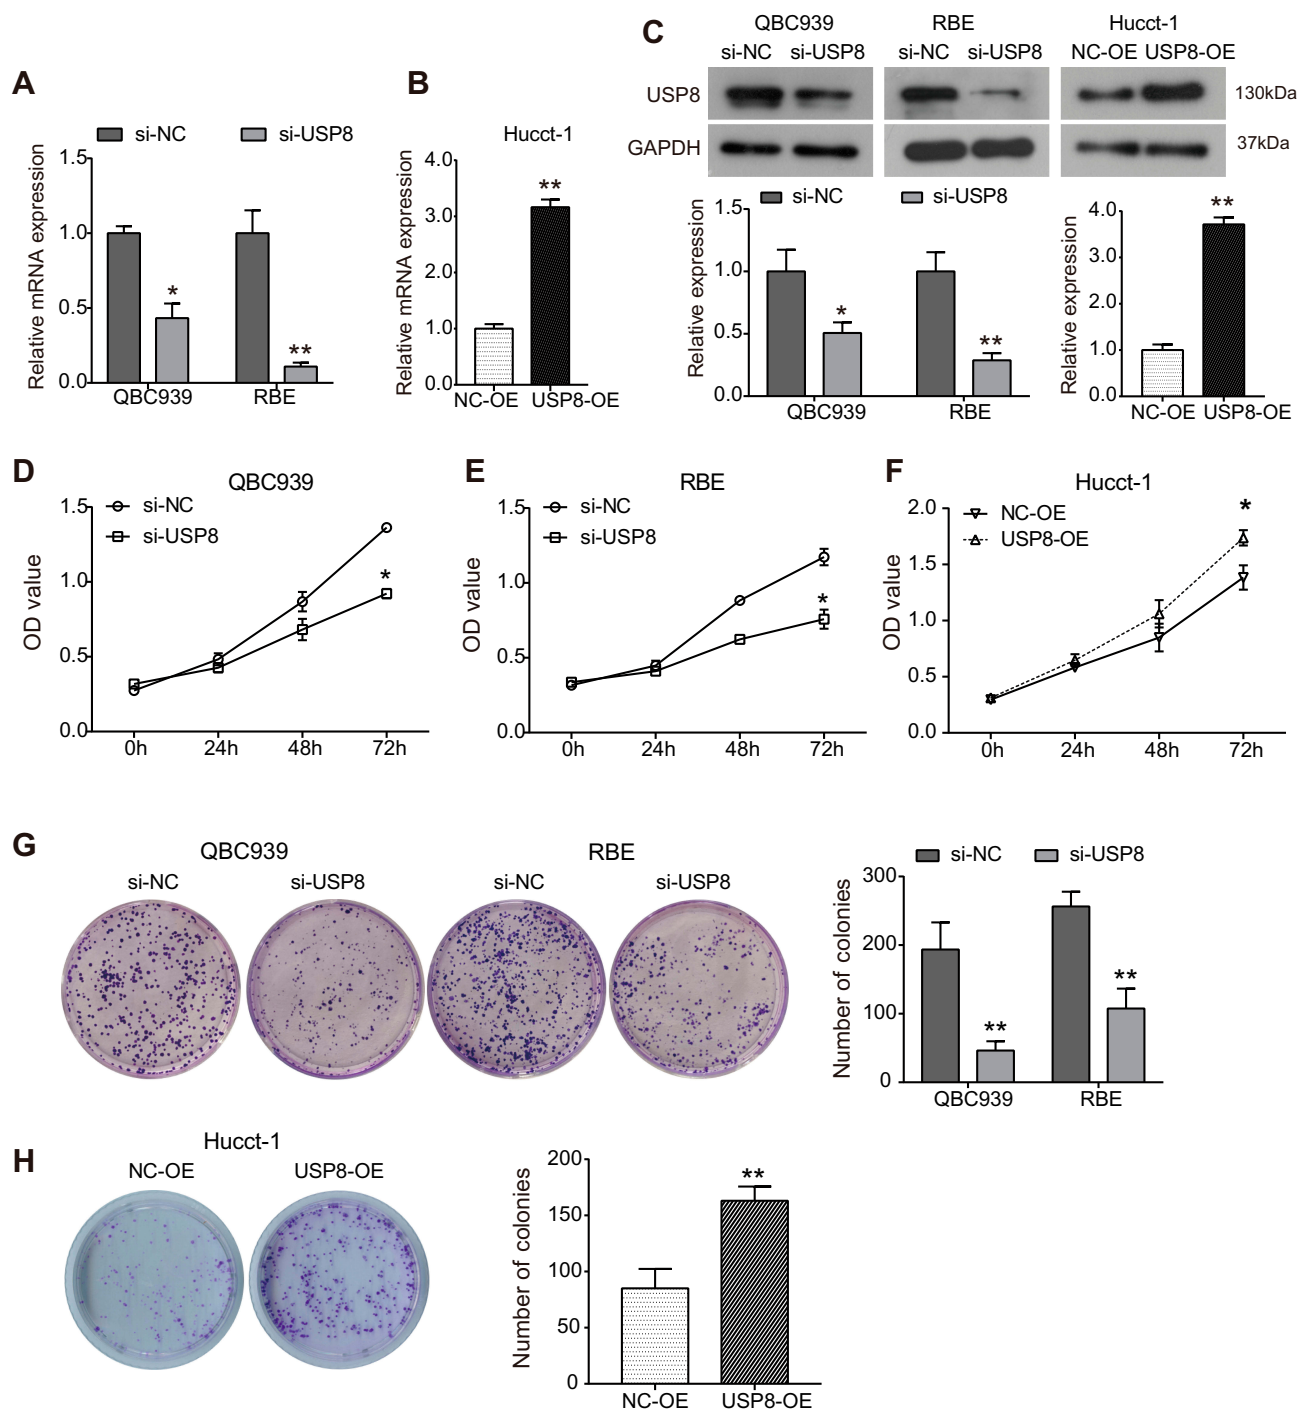 A
si-NC si-USP8
Relative mRNA expression
1.5
1.0
0.5
0.0
*
**
QBC939 RBE
B
Hucct-1
Relative mRNA expression
4.0
3.0
2.0
1.0
0.0
**
NC-OE USP8-OE
C
QBC939 RBE Hucct-1
si-NC si-USP8 si-NC si-USP8 NC-OE USP8-OE
USP8 130kDa
GAPDH 37kDa
si-NC si-USP8
Relative expression
1.5
1.0
0.5
0.0
*
**
QBC939 RBE
Relative expression
4.0
3.0
2.0
1.0
0.0
**
NC-OE USP8-OE
D
QBC939
si-NC
si-USP8
OD value
1.5
1.0
0.5
0.0
*
0h 24h 48h 72h
E
RBE
si-NC
si-USP8
OD value
1.5
1.0
0.5
0.0
*
0h 24h 48h 72h
F
Hucct-1
NC-OE
USP8-OE
OD value
2.0
1.5
1.0
0.5
0.0
*
0h 24h 48h 72h
G
QBC939 RBE
si-NC si-USP8 si-NC si-USP8
si-NC si-USP8
Number of colonies
300
200
100
0
**
**
QBC939 RBE
H
Hucct-1
NC-OE USP8-OE
Number of colonies
200
150
100
50
0
**
NC-OE USP8-OE